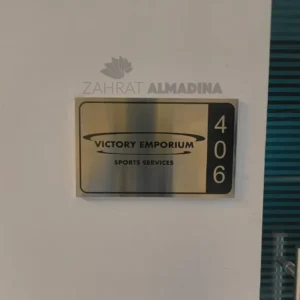 ZAHRAT ALMADINA
VICTORY EMPORIUM
SPORTS SERVICES
406